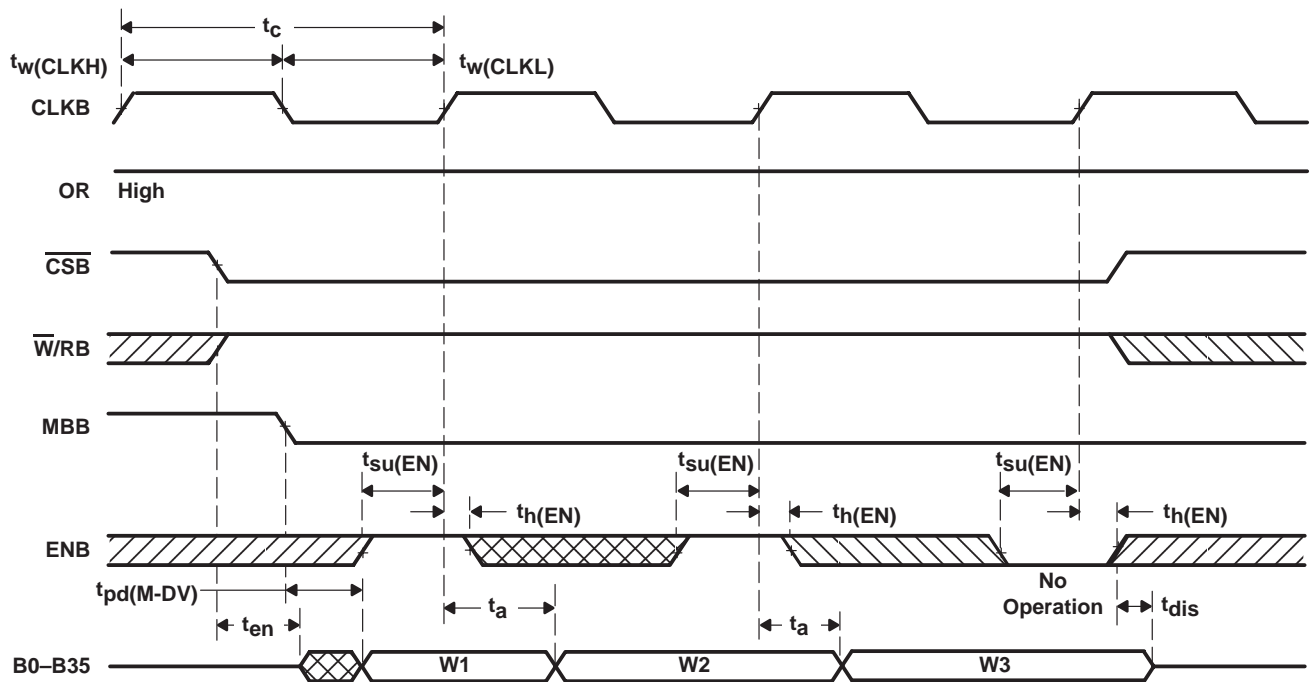 tc
tw(CLKH)
tw(CLKL)
CLKB
OR High
CSB
W/RB
MBB
tsu(EN) tsu(EN) tsu(EN)
th(EN) th(EN) th(EN)
ENB
No
Operation
tpd(M-DV)
ta
ta
tdis
ten
B0–B35 W1 W2 W3